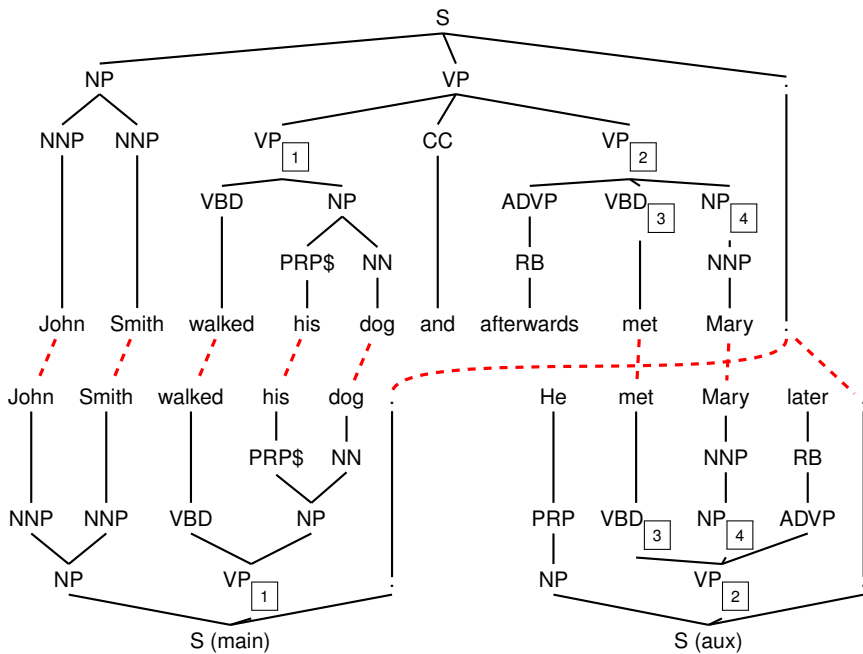 S
NP VP .
NNP NNP VP 1 CC VP 2
VBD NP ADVP VBD 3 NP 4
PRP$ NN RB NNP
John Smith walked his dog and afterwards met Mary .
John Smith walked his dog . He met Mary later .
PRP$ NN NNP RB
NNP NNP VBD NP PRP VBD 3 NP 4 ADVP
NP VP 1 . NP VP 2 .
S (main) S (aux)